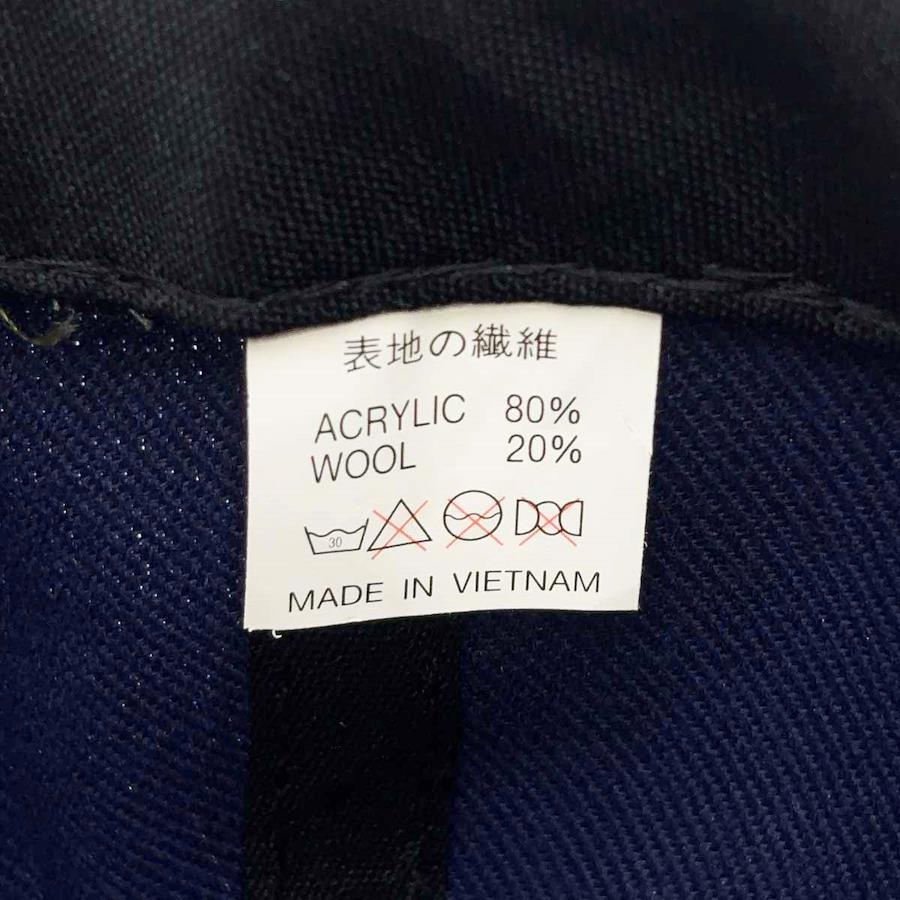 表地の繊維
ACRYLIC 80%
WOOL 20%
30
MADE IN VIETNAM